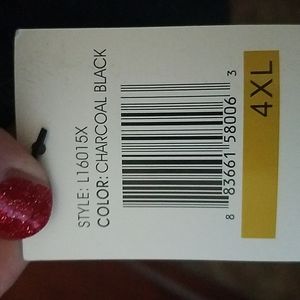 STYLE: L16015X
COLOR: CHARCOAL BLACK
8 83661 58006 3
4XL